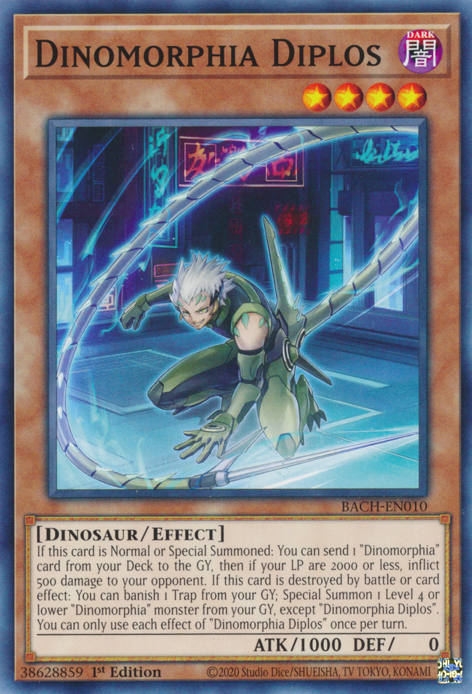 DINOMORPHIA DIPLOS
DARK
闇
BACH-EN010
[DINOSAUR/EFFECT]
If this card is Normal or Special Summoned: You can send 1 "Dinomorphia"
card from your Deck to the GY, then if your LP are 2000 or less, inflict
500 damage to your opponent. If this card is destroyed by battle or card
effect: You can banish 1 Trap from your GY; Special Summon 1 Level 4 or
lower "Dinomorphia" monster from your GY, except "Dinomorphia Diplos".
You can only use each effect of "Dinomorphia Diplos" once per turn.
ATK/1000 DEF/ 0
38628859 1st Edition ©2020 Studio Dice/SHUEISHA, TV TOKYO, KONAMI